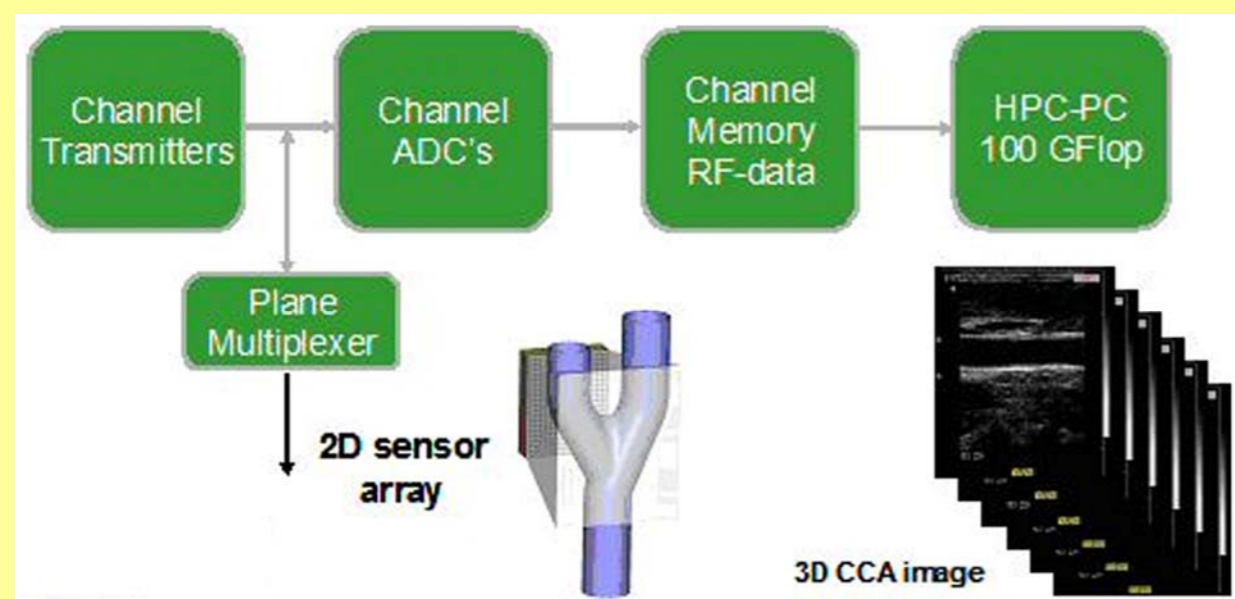 Channel
Transmitters
Channel
ADC's
Channel
Memory
RF-data
HPC-PC
100 GFlop
Plane
Multiplexer
2D sensor
array
3D CCA image